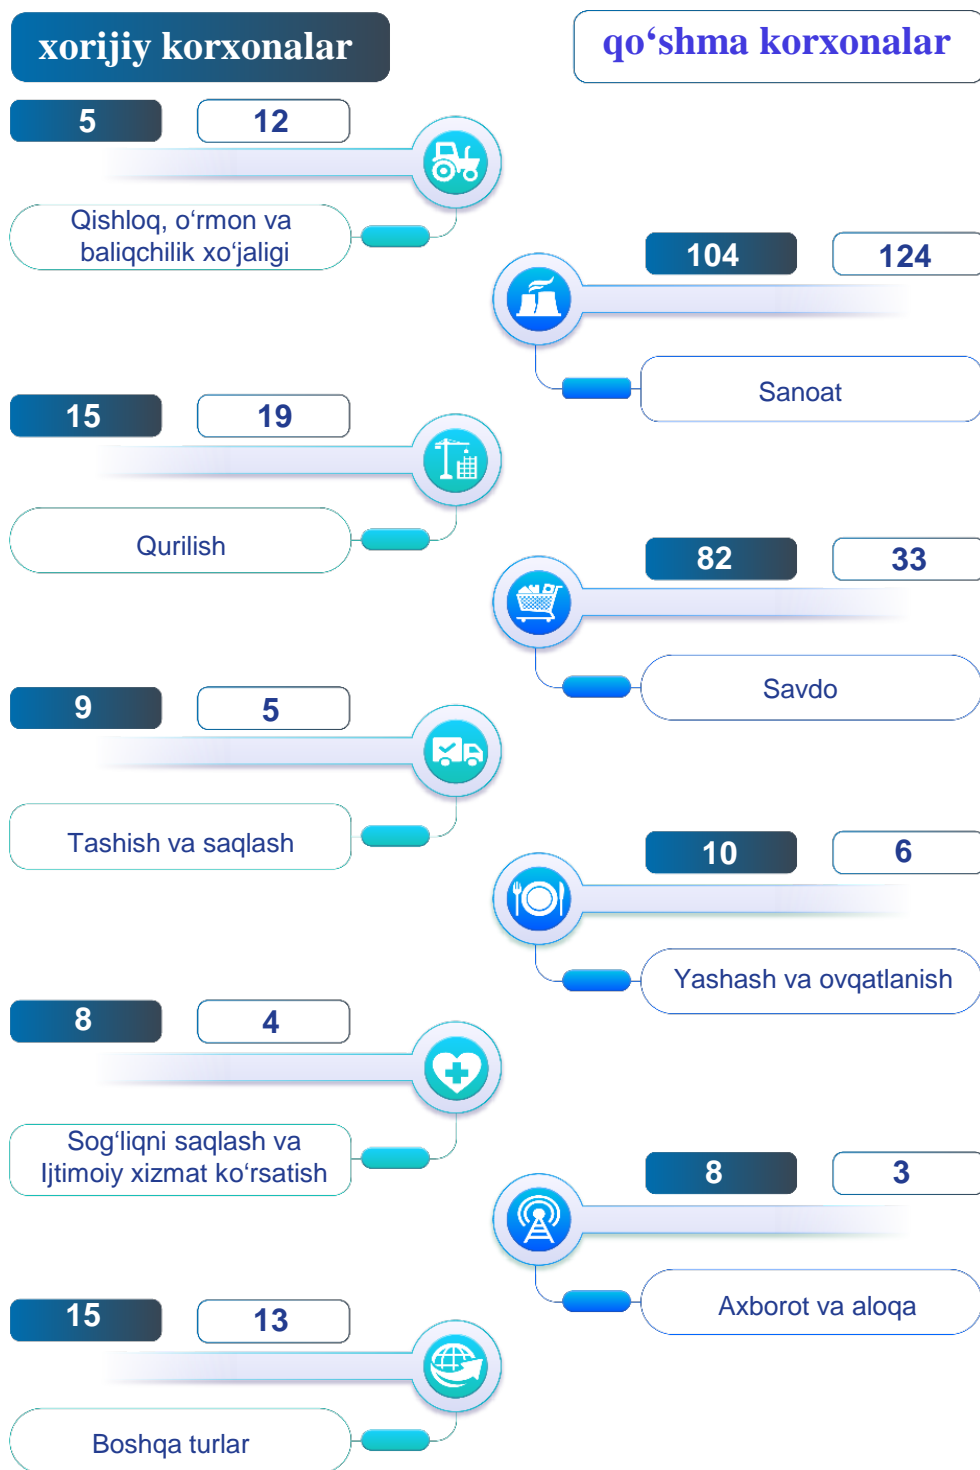 xorijiy korxonalar
qo‘shma korxonalar
5
12
Qishloq, o‘rmon va
baliqchilik xo‘jaligi
104
124
Sanoat
15
19
Qurilish
82
33
Savdo
9
5
Tashish va saqlash
10
6
Yashash va ovqatlanish
8
4
Sog‘liqni saqlash va
Ijtimoiy xizmat ko‘rsatish
8
3
Axborot va aloqa
15
13
Boshqa turlar